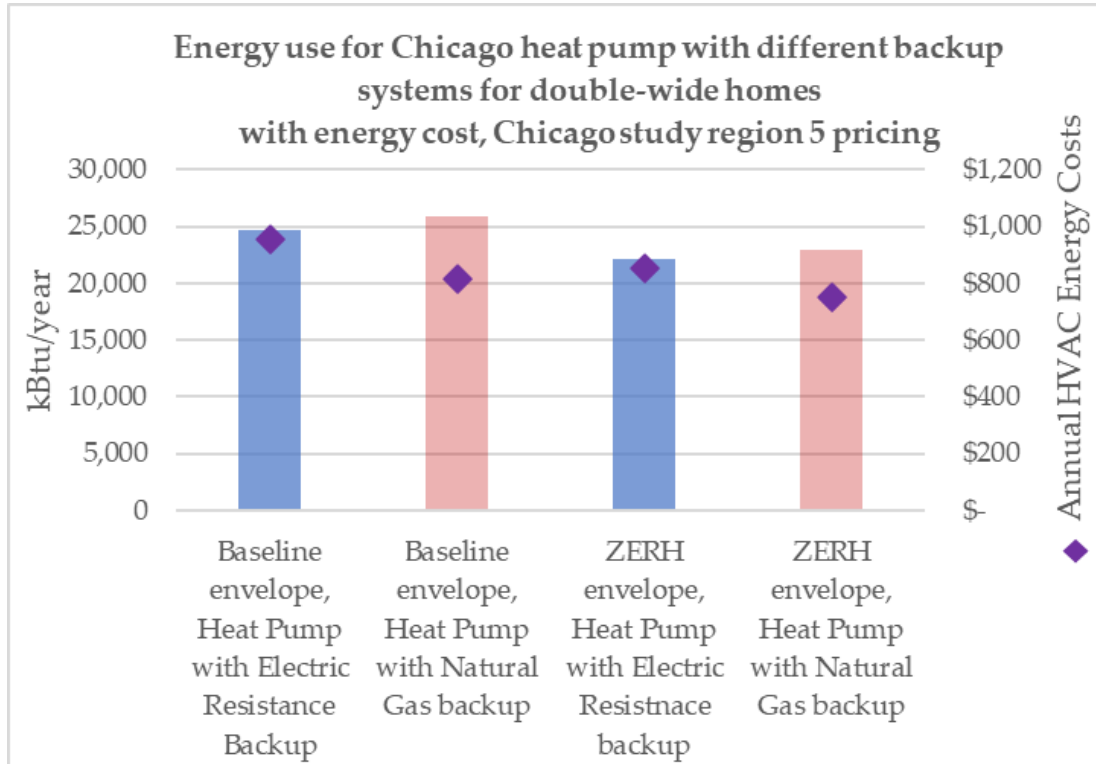 Energy use for Chicago heat pump with different backup
systems for double-wide homes
with energy cost, Chicago study region 5 pricing
30,000
25,000
20,000
15,000
10,000
5,000
0
kBtu/year
$1,200
$1,000
$800
$600
$400
$200
$-
Annual HVAC Energy Costs
Baseline
envelope,
Heat Pump
with Electric
Resistance
Backup
Baseline
envelope,
Heat Pump
with Natural
Gas backup
ZERH
envelope,
Heat Pump
with Electric
Resistnace
backup
ZERH
envelope,
Heat Pump
with Natural
Gas backup